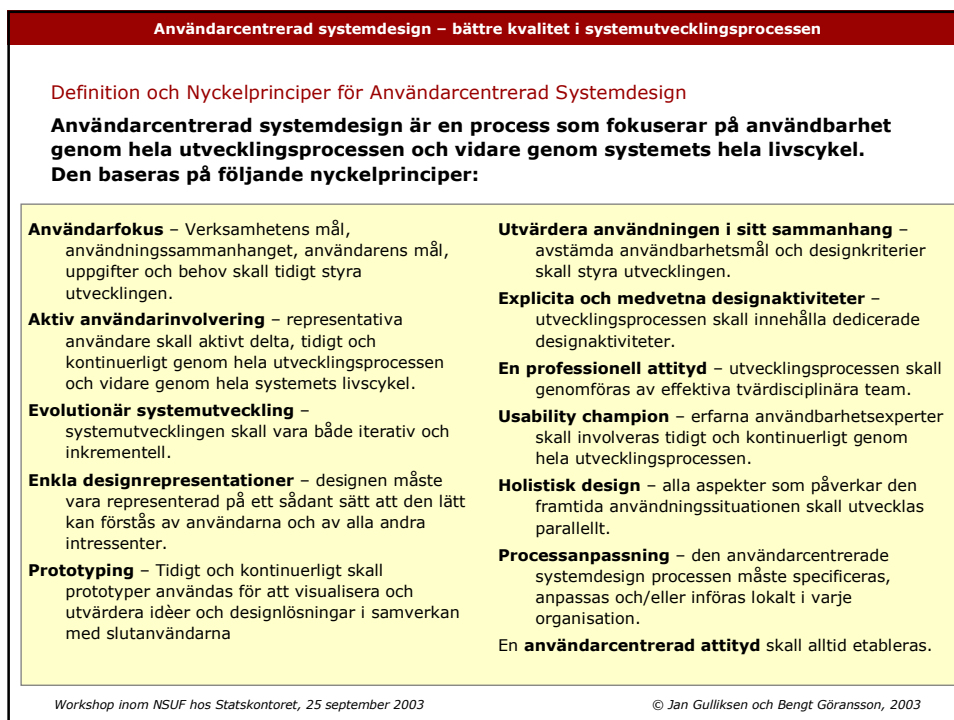 Användarcentrerad systemdesign – bättre kvalitet i systemutvecklingsprocessen
Definition och Nyckelprinciper för Användarcentrerad Systemdesign
Användarcentrerad systemdesign är en process som fokuserar på användbarhet
genom hela utvecklingsprocessen och vidare genom systemets hela livscykel.
Den baseras på följande nyckelprinciper:
Användarfokus – Verksamhetens mål,
användningssammanhanget, användarens mål,
uppgifter och behov skall tidigt styra
utvecklingen.
Aktiv användarinvolvering – representativa
användare skall aktivt delta, tidigt och
kontinuerligt genom hela utvecklingsprocessen
och vidare genom hela systemets livscykel.
Evolutionär systemutveckling –
systemutvecklingen skall vara både iterativ och
inkrementell.
Enkla designrepresentationer – designen måste
vara representerad på ett sådant sätt att den lätt
kan förstås av användarna och av alla andra
intressenter.
Prototyping – Tidigt och kontinuerligt skall
prototyper användas för att visualisera och
utvärdera idèer och designlösningar i samverkan
med slutanvändarna
Utvärdera användningen i sitt sammanhang –
avstämda användbarhetsmål och designkriterier
skall styra utvecklingen.
Explicita och medvetna designaktiviteter –
utvecklingsprocessen skall innehålla dedicerade
designaktiviteter.
En professionell attityd – utvecklingsprocessen skall
genomföras av effektiva tvärdisciplinära team.
Usability champion – erfarna användbarhetsexperter
skall involveras tidigt och kontinuerligt genom
hela utvecklingsprocessen.
Holistisk design – alla aspekter som påverkar den
framtida användningssituationen skall utvecklas
parallellt.
Processanpassning – den användarcentrerade
systemdesign processen måste specificeras,
anpassas och/eller införas lokalt i varje
organisation.
En användarcentrerad attityd skall alltid etableras.
Workshop inom NSUF hos Statskontoret, 25 september 2003
© Jan Gulliksen och Bengt Göransson, 2003